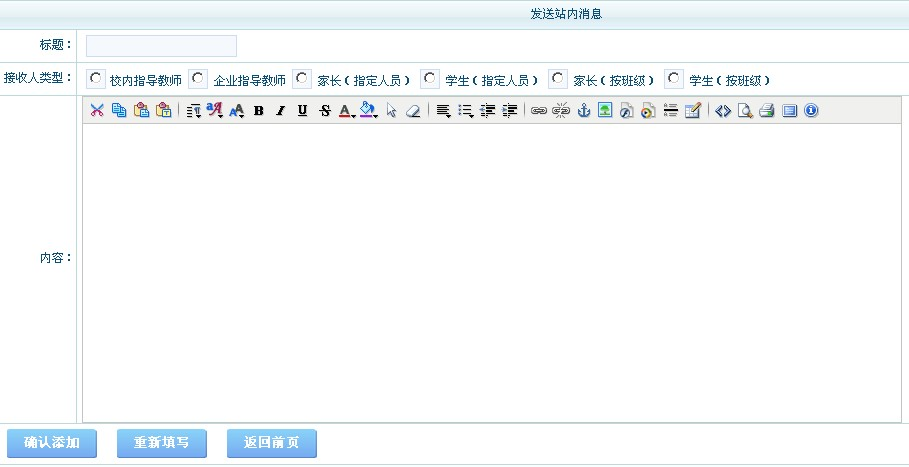 发送站内消息
标题：
接收人类型： 校内指导教师 企业指导教师 家长（指定人员） 学生（指定人员） 家长（按班级） 学生（按班级）
内容：
确认添加 重新填写 返回前页